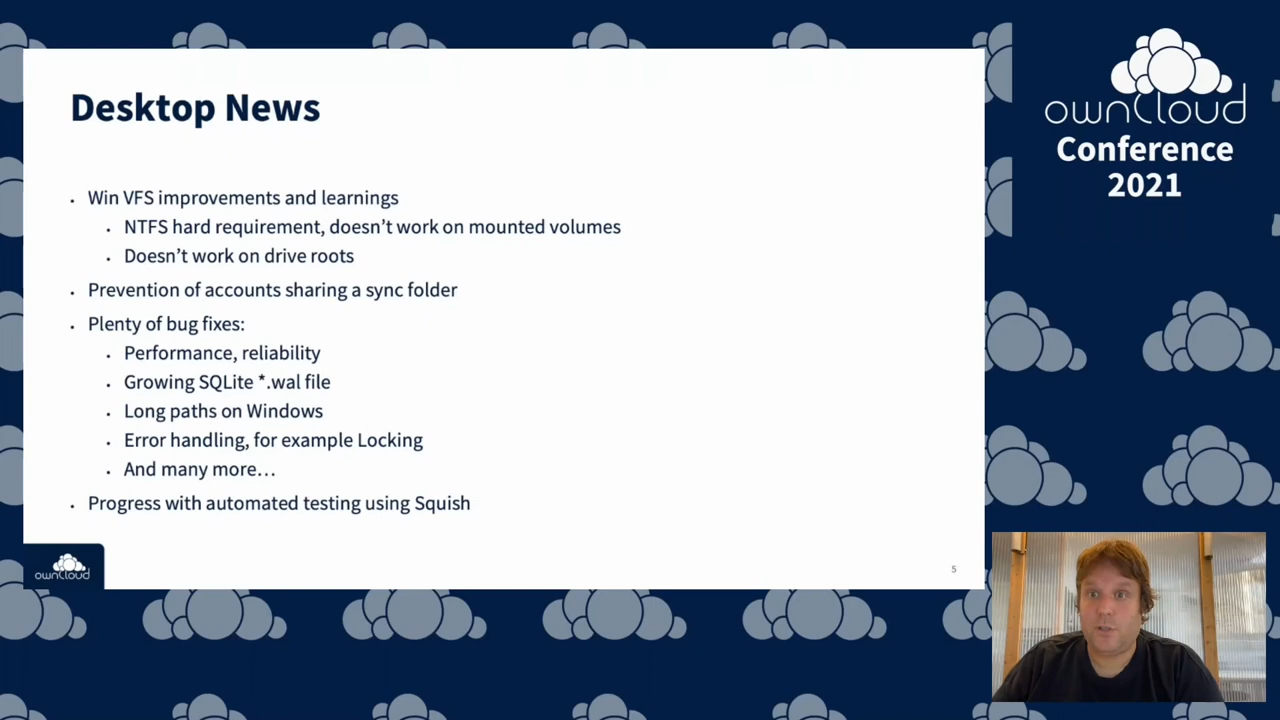 Desktop News
Win VFS improvements and learnings
NTFS hard requirement, doesn't work on mounted volumes
Doesn't work on drive roots
Prevention of accounts sharing a sync folder
Plenty of bug fixes:
Performance, reliability
Growing SQLite *.wal file
Long paths on Windows
Error handling, for example Locking
And many more…
Progress with automated testing using Squish
ownCloud
5
ownCloud
Conference
2021